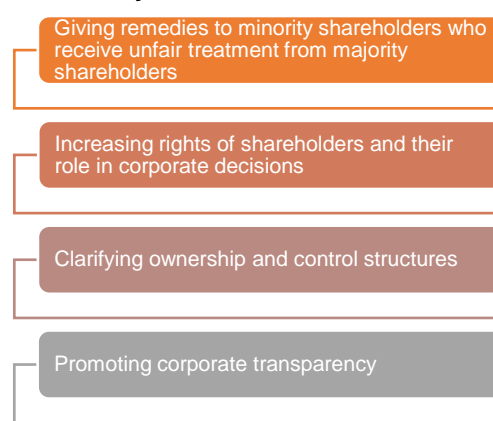 Giving remedies to minority shareholders who
receive unfair treatment from majority
shareholders
Increasing rights of shareholders and their
role in corporate decisions
Clarifying ownership and control structures
Promoting corporate transparency